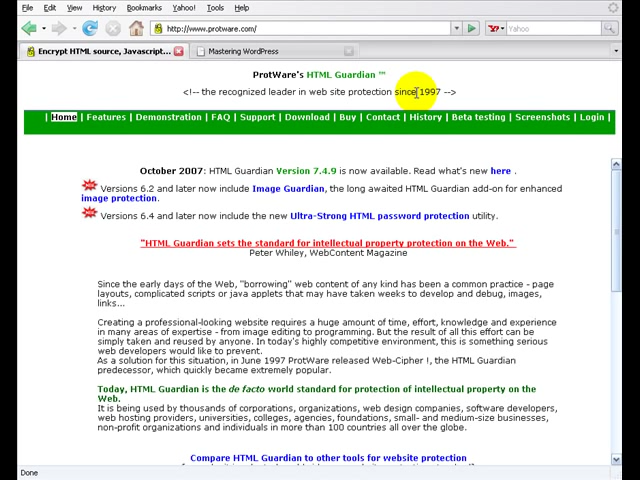 File Edit View History Bookmarks Yahoo! Tools Help
http://www.protware.com/
Yahoo
Encrypt HTML source, Javascript...
Mastering WordPress
ProtWare's HTML Guardian ™
<!-- the recognized leader in web site protection since 1997 -->
| Home | Features | Demonstration | FAQ | Support | Download | Buy | Contact | History | Beta testing | Screenshots | Login |
October 2007: HTML Guardian Version 7.4.9 is now available. Read what's new here .
Versions 6.2 and later now include Image Guardian, the long awaited HTML Guardian add-on for enhanced
image protection.
Versions 6.4 and later now include the new Ultra-Strong HTML password protection utility.
"HTML Guardian sets the standard for intellectual property protection on the Web."
Peter Whiley, WebContent Magazine
Since the early days of the Web, "borrowing" web content of any kind has been a common practice - page
layouts, complicated scripts or java applets that may have taken weeks to develop and debug, images,
links...
Creating a professional-looking website requires a huge amount of time, effort, knowledge and experience
in many areas of expertise - from image editing to programming. But the result of all this effort can be
simply taken and reused by anyone. In today's highly competitive environment, this is something serious
web developers would like to prevent.
As a solution for this situation, in June 1997 ProtWare released Web-Cipher !, the HTML Guardian
predecessor, which quickly became extremely popular.
Today, HTML Guardian is the de facto world standard for protection of intellectual property on the
Web.
It is being used by thousands of corporations, organizations, web design companies, software developers,
web hosting providers, universities, colleges, agencies, foundations, small- and medium-size businesses,
non-profit organizations and individuals in more than 100 countries all over the globe.
Compare HTML Guardian to other tools for website protection
Done